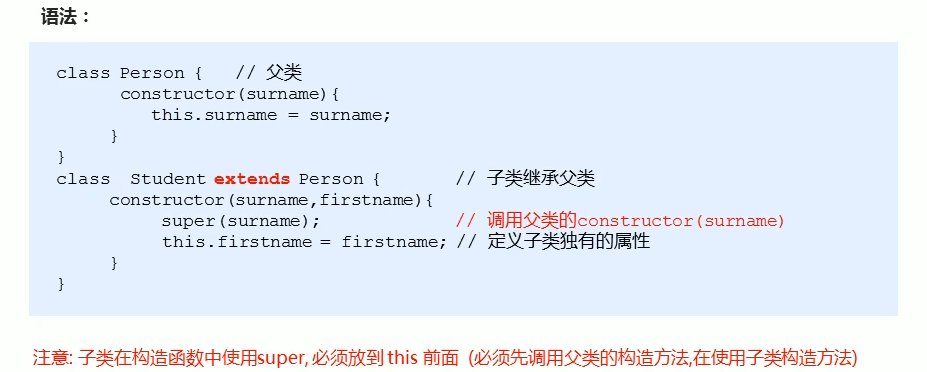 语法：
class Person {   // 父类
constructor(surname){
this.surname = surname;
}
}
class  Student extends Person {       // 子类继承父类
constructor(surname,firstname){
super(surname);             // 调用父类的constructor(surname)
this.firstname = firstname; // 定义子类独有的属性
}
}
注意: 子类在构造函数中使用super, 必须放到 this 前面  (必须先调用父类的构造方法,在使用子类构造方法)